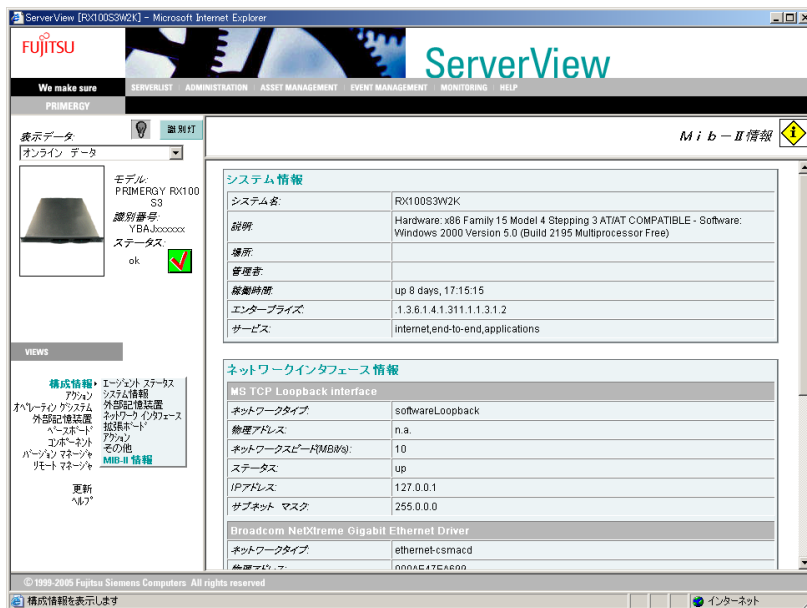 ServerView [RX100S3W2K] - Microsoft Internet Explorer
FUJITSU
ServerView
We make sure
SERVERLIST | ADMINISTRATION | ASSET MANAGEMENT | EVENT MANAGEMENT | MONITORING | HELP
PRIMERGY
表示データ:
識別灯
オンライン データ
Mib-II情報
モデル:
PRIMERGY RX100
S3
識別番号:
YBAJxxxxxx
ステータス:
ok
システム情報
システム名: RX100S3W2K
説明: Hardware: x86 Family 15 Model 4 Stepping 3 AT/AT COMPATIBLE - Software:
Windows 2000 Version 5.0 (Build 2195 Multiprocessor Free)
場所:
管理者:
稼働時間: up 8 days, 17:15:15
エンタープライズ: .1.3.6.1.4.1.311.1.1.3.1.2
サービス: internet,end-to-end,applications
VIEWS
構成情報
アクション
オペレーティングシステム
外部記憶装置
ベースボード
コンポーネント
バージョン マネージャ
リモート マネージャ
更新
ヘルプ
エージェント ステータス
システム情報
外部記憶装置
ネットワーク インタフェース
拡張ボード
アクション
その他
MIB-II 情報
ネットワークインタフェース情報
MS TCP Loopback interface
ネットワークタイプ: softwareLoopback
物理アドレス: n.a.
ネットワークスピード(MBit/s): 10
ステータス: up
IPアドレス: 127.0.0.1
サブネット マスク: 255.0.0.0
Broadcom NetXtreme Gigabit Ethernet Driver
ネットワークタイプ: ethernet-csmacd
物理アドレス:
© 1999-2005 Fujitsu Siemens Computers All rights reserved
構成情報を表示します
インターネット